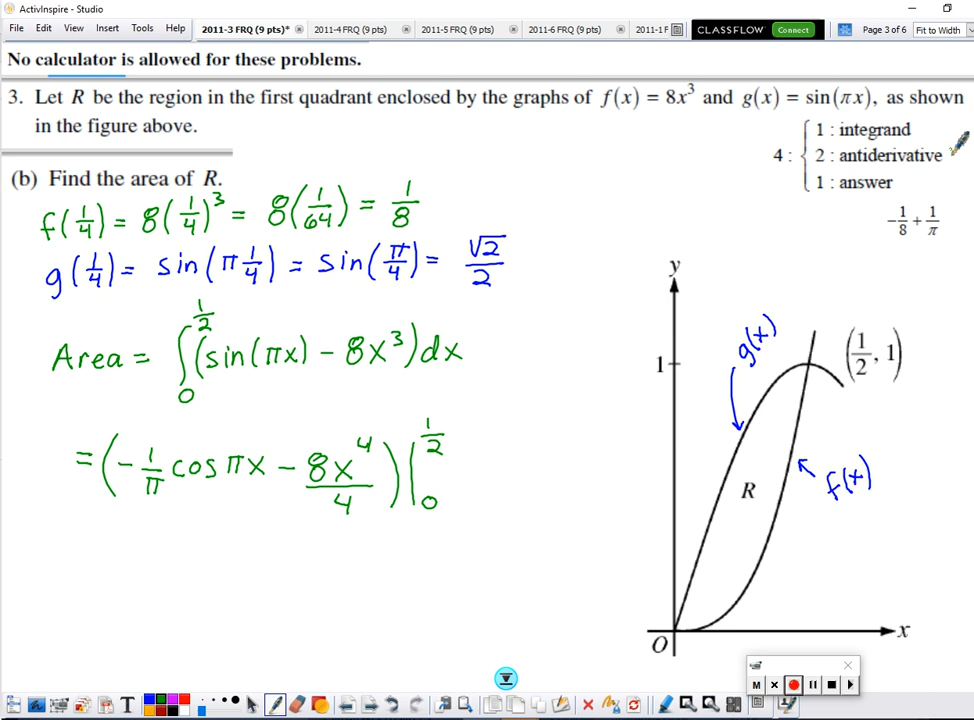 ActivInspire - Studio
File Edit View Insert Tools Help 2011-3 FRQ (9 pts)* 2011-4 FRQ (9 pts) 2011-5 FRQ (9 pts) 2011-6 FRQ (9 pts) 2011-1 F CLASSFLOW Connect Page 3 of 6 Fit to Width
No calculator is allowed for these problems.
3. Let R be the region in the first quadrant enclosed by the graphs of f(x) = 8x³ and g(x) = sin(πx), as shown
in the figure above.
4 : { 1 : integrand
2 : antiderivative
1 : answer
(b) Find the area of R.
-1/8 + 1/π
f(1/4) = 8(1/4)³ = 8(1/64) = 1/8
g(1/4) = sin(π 1/4) = sin(π/4) = √2/2
Area = ∫₀^{1/2} (sin(πx) - 8x³) dx
= (-1/π cos πx - 8x⁴/4) |₀^{1/2}
y
1
g(x)
(1/2, 1)
R
f(x)
O
x
M
T